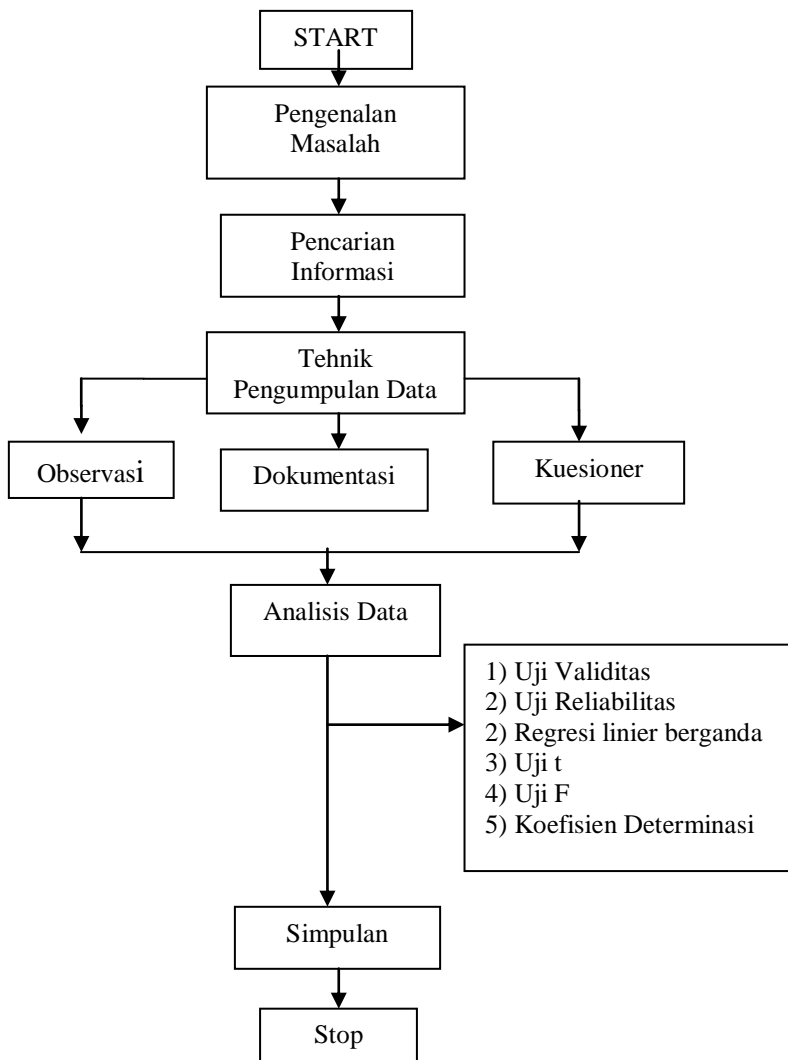 START
Pengenalan
Masalah
Pencarian
Informasi
Tehnik
Pengumpulan Data
Observasi
Dokumentasi
Kuesioner
Analisis Data
1) Uji Validitas
2) Uji Reliabilitas
2) Regresi linier berganda
3) Uji t
4) Uji F
5) Koefisien Determinasi
Simpulan
Stop